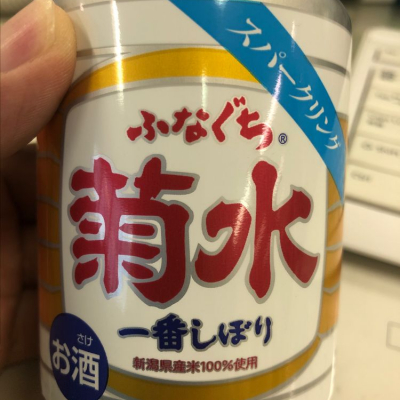 スパークリング
ふなぐち®
菊水
一番しぼり
新潟県産米100%使用
さけ
お酒